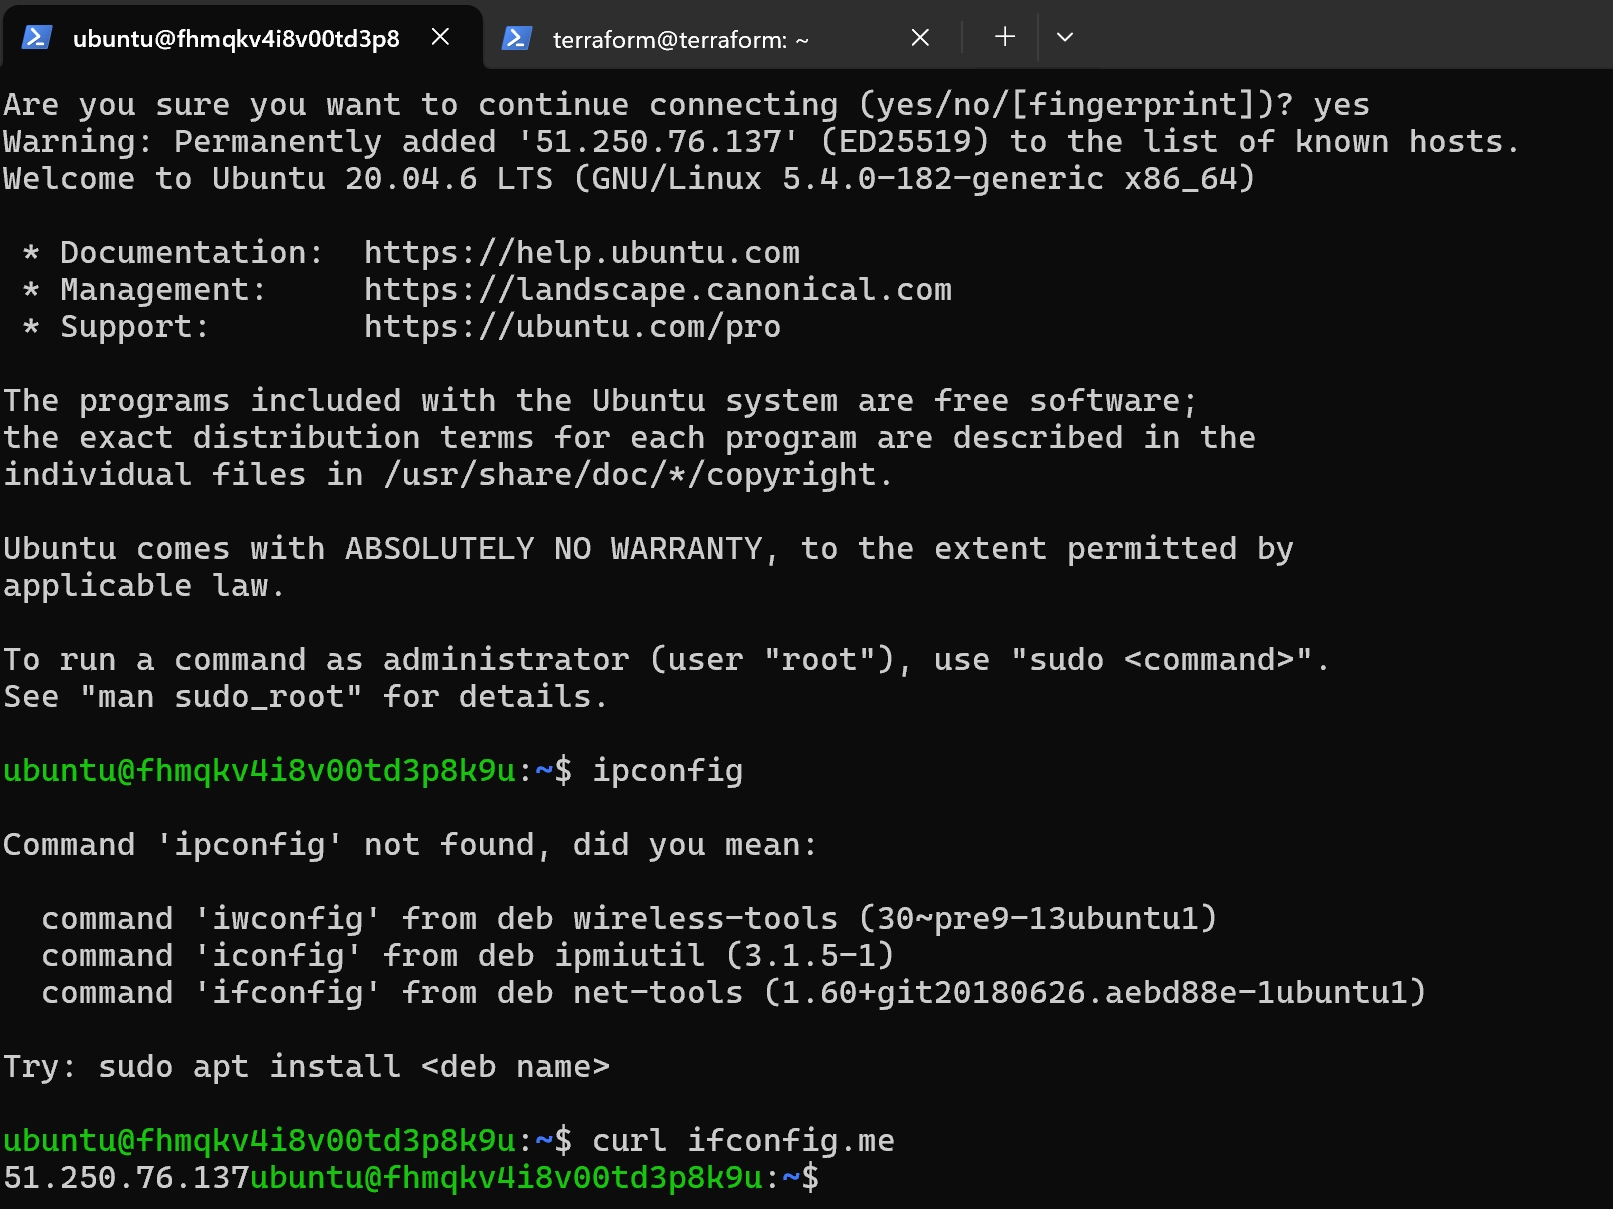 ubuntu@fhmqkv4i8v00td3p8
terraform@terraform: ~
Are you sure you want to continue connecting (yes/no/[fingerprint])? yes
Warning: Permanently added '51.250.76.137' (ED25519) to the list of known hosts.
Welcome to Ubuntu 20.04.6 LTS (GNU/Linux 5.4.0-182-generic x86_64)
* Documentation:  https://help.ubuntu.com
* Management:     https://landscape.canonical.com
* Support:        https://ubuntu.com/pro
The programs included with the Ubuntu system are free software;
the exact distribution terms for each program are described in the
individual files in /usr/share/doc/*/copyright.
Ubuntu comes with ABSOLUTELY NO WARRANTY, to the extent permitted by
applicable law.
To run a command as administrator (user "root"), use "sudo <command>".
See "man sudo_root" for details.
ubuntu@fhmqkv4i8v00td3p8k9u:~$ ipconfig
Command 'ipconfig' not found, did you mean:
command 'iwconfig' from deb wireless-tools (30~pre9-13ubuntu1)
command 'iconfig' from deb ipmiutil (3.1.5-1)
command 'ifconfig' from deb net-tools (1.60+git20180626.aebd88e-1ubuntu1)
Try: sudo apt install <deb name>
ubuntu@fhmqkv4i8v00td3p8k9u:~$ curl ifconfig.me
51.250.76.137ubuntu@fhmqkv4i8v00td3p8k9u:~$